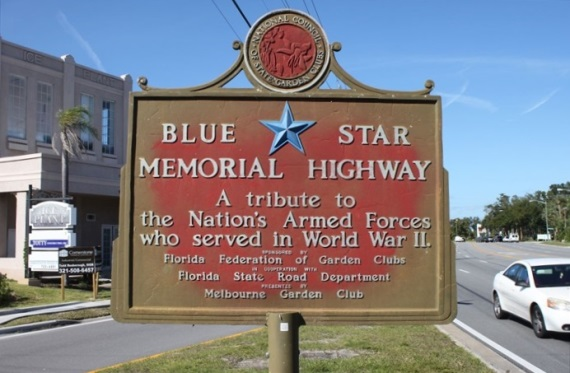 NATIONAL COUNCIL
OF STATE GARDEN CLUBS
BLUE STAR
MEMORIAL HIGHWAY
A tribute to
the Nation's Armed Forces
who served in World War II.
SPONSORED BY
Florida Federation of Garden Clubs
IN COOPERATION WITH
Florida State Road Department
PRESENTED BY
Melbourne Garden Club
321-508-6457